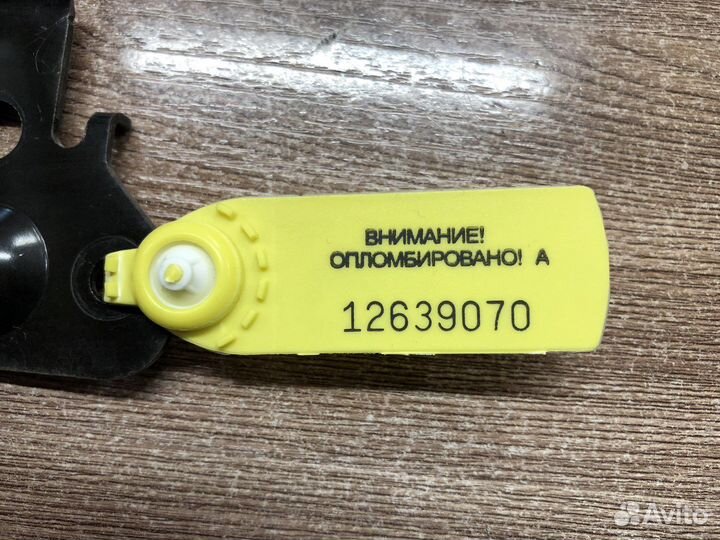 ВНИМАНИЕ!
ОПЛОМБИРОВАНО! А
12639070
Avito